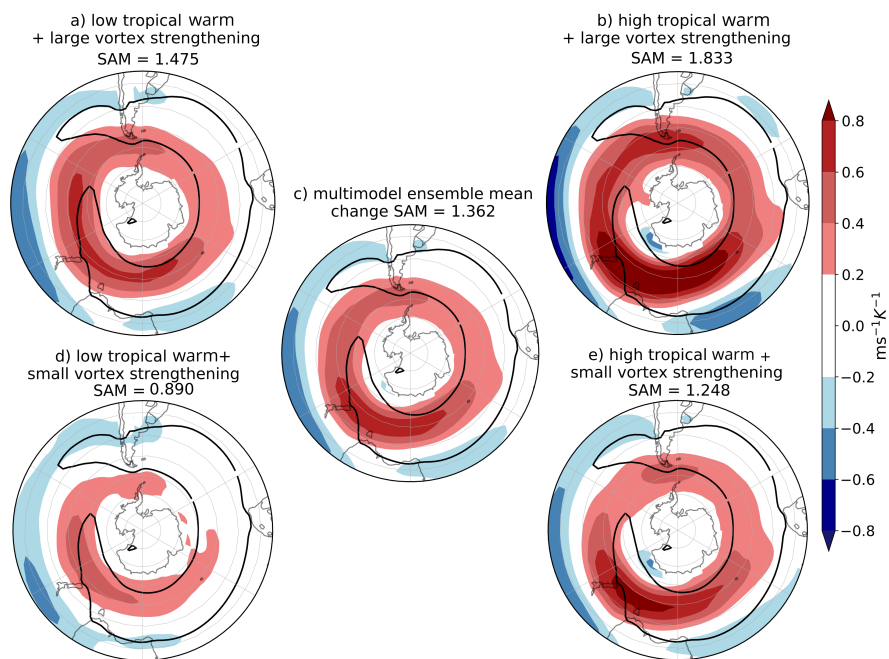 a) low tropical warm
+ large vortex strengthening
SAM = 1.475
b) high tropical warm
+ large vortex strengthening
SAM = 1.833
c) multimodel ensemble mean
change SAM = 1.362
d) low tropical warm+
small vortex strengthening
SAM = 0.890
e) high tropical warm +
small vortex strengthening
SAM = 1.248
0.8
0.6
0.4
0.2
0.0
−0.2
−0.4
−0.6
−0.8
ms⁻¹K⁻¹